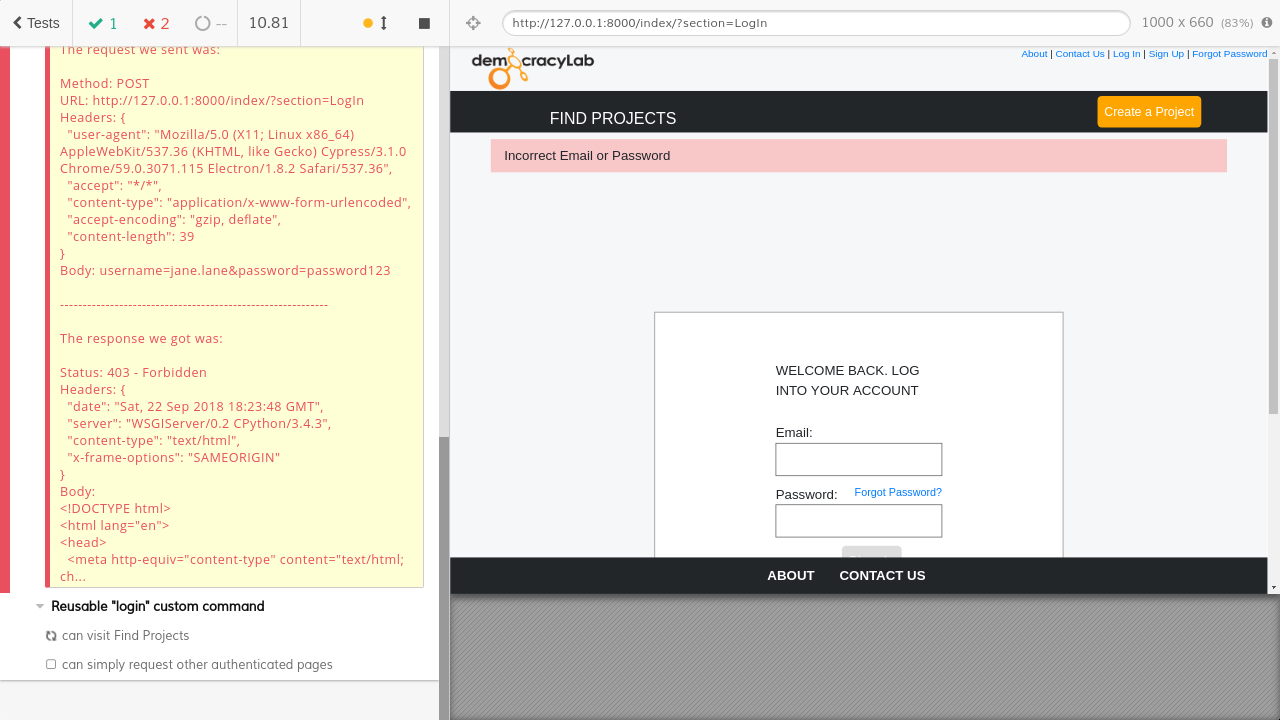 Tests
1
2
--
10.81
The request we sent was:
Method: POST
URL: http://127.0.0.1:8000/index/?section=LogIn
Headers: {
"user-agent": "Mozilla/5.0 (X11; Linux x86_64)
AppleWebKit/537.36 (KHTML, like Gecko) Cypress/3.1.0
Chrome/59.0.3071.115 Electron/1.8.2 Safari/537.36",
"accept": "*/*",
"content-type": "application/x-www-form-urlencoded",
"accept-encoding": "gzip, deflate",
"content-length": 39
}
Body: username=jane.lane&password=password123
-----------------------------------------------------------
The response we got was:
Status: 403 - Forbidden
Headers: {
"date": "Sat, 22 Sep 2018 18:23:48 GMT",
"server": "WSGIServer/0.2 CPython/3.4.3",
"content-type": "text/html",
"x-frame-options": "SAMEORIGIN"
}
Body:
<!DOCTYPE html>
<html lang="en">
<head>
<meta http-equiv="content-type" content="text/html;
ch...
Reusable "login" custom command
can visit Find Projects
can simply request other authenticated pages
http://127.0.0.1:8000/index/?section=LogIn
1000 x 660 (83%)
democracyLab
About | Contact Us | Log In | Sign Up | Forgot Password
FIND PROJECTS
Create a Project
Incorrect Email or Password
WELCOME BACK. LOG
INTO YOUR ACCOUNT
Email:
Password:
Forgot Password?
ABOUT
CONTACT US